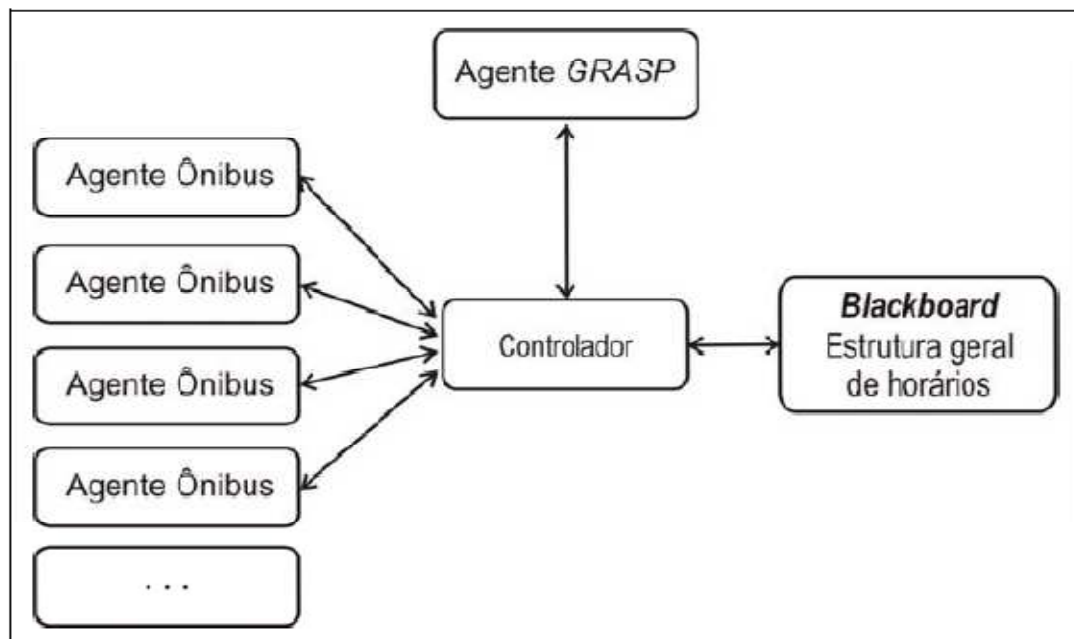 Agente GRASP
Agente Ônibus
Agente Ônibus
Agente Ônibus
Agente Ônibus
. . .
Controlador
Blackboard
Estrutura geral
de horários